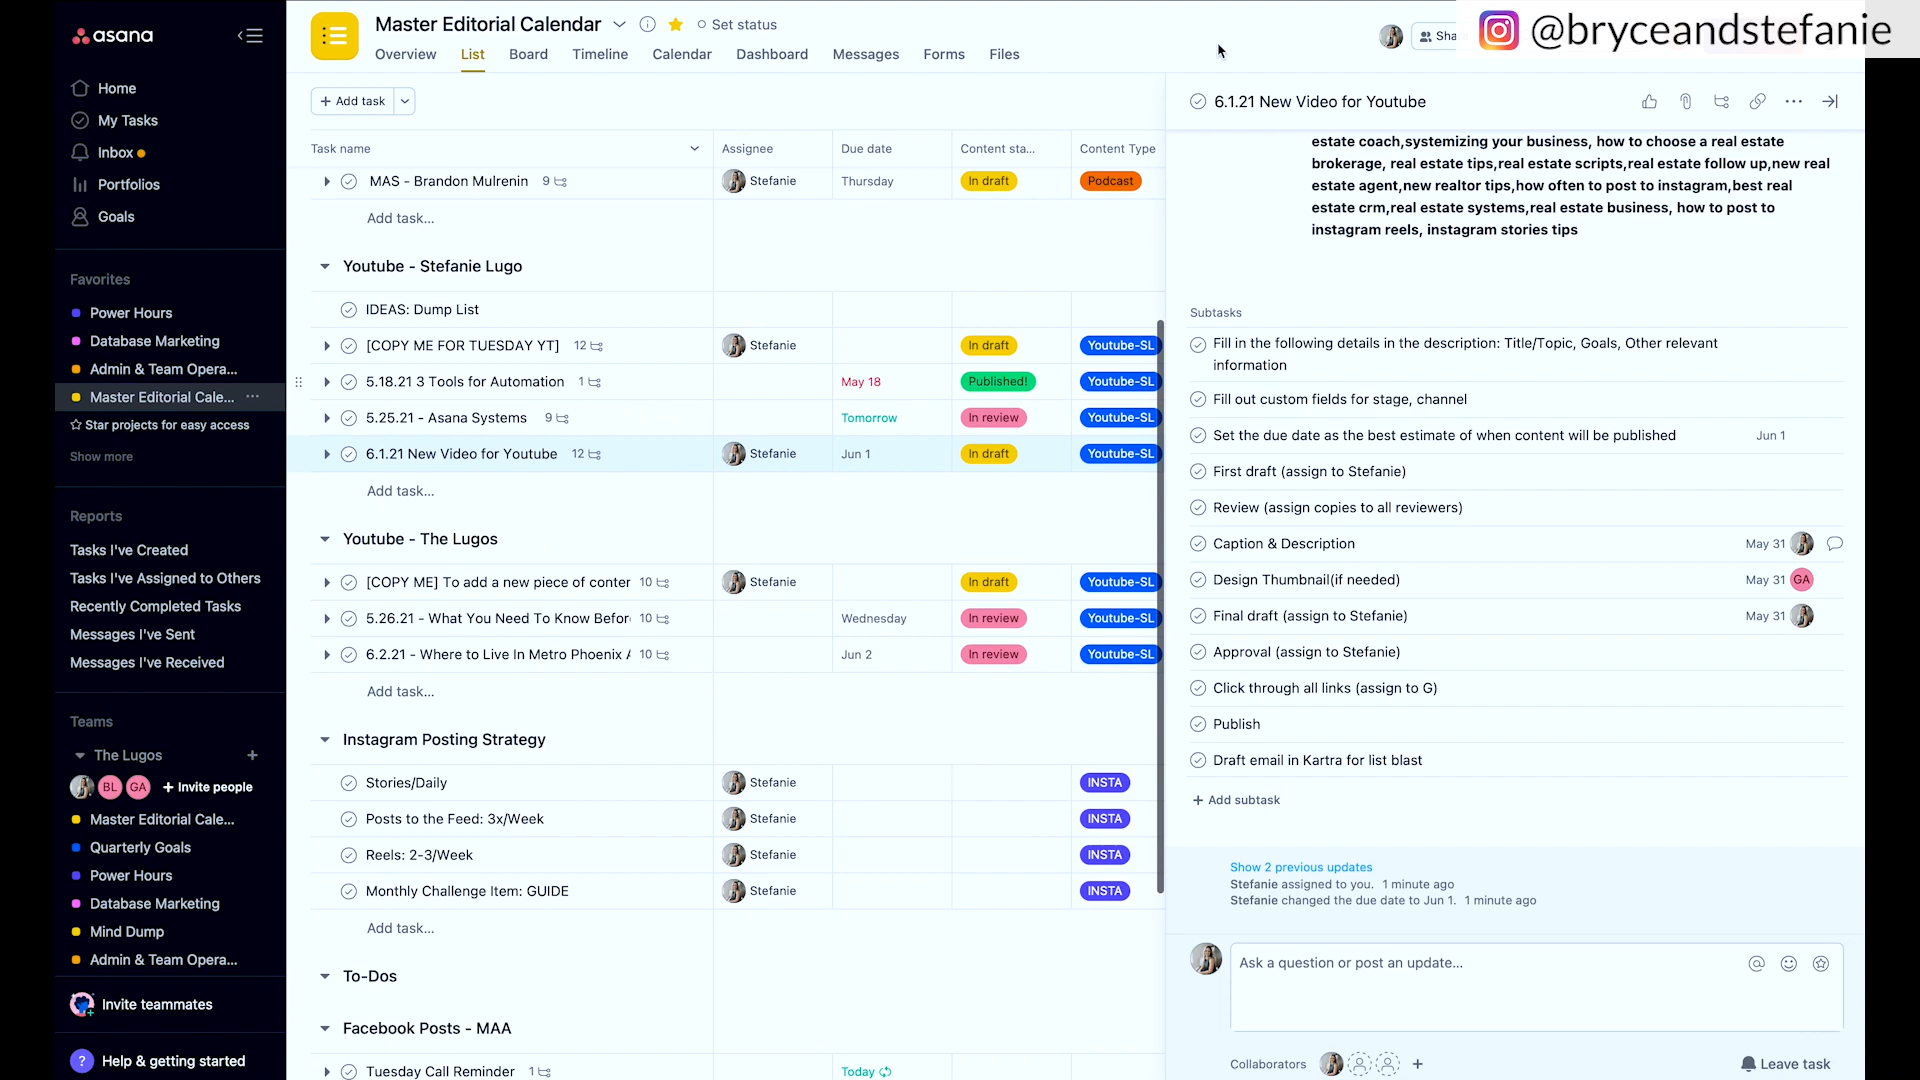 asana
Home
My Tasks
Inbox
Portfolios
Goals
Favorites
Power Hours
Database Marketing
Admin & Team Opera...
Master Editorial Cale...
Star projects for easy access
Show more
Reports
Tasks I've Created
Tasks I've Assigned to Others
Recently Completed Tasks
Messages I've Sent
Messages I've Received
Teams
The Lugos
BL GA + Invite people
Master Editorial Cale...
Quarterly Goals
Power Hours
Database Marketing
Mind Dump
Admin & Team Opera...
Invite teammates
? Help & getting started
Master Editorial Calendar Set status
Overview List Board Timeline Calendar Dashboard Messages Forms Files
@bryceandstefanie
+ Add task
Task name Assignee Due date Content sta... Content Type
MAS - Brandon Mulrenin 9 Stefanie Thursday In draft Podcast
Add task...
Youtube - Stefanie Lugo
IDEAS: Dump List
[COPY ME FOR TUESDAY YT] 12 Stefanie In draft Youtube-SL
5.18.21 3 Tools for Automation 1 May 18 Published! Youtube-SL
5.25.21 - Asana Systems 9 Tomorrow In review Youtube-SL
6.1.21 New Video for Youtube 12 Stefanie Jun 1 In draft Youtube-SL
Add task...
Youtube - The Lugos
[COPY ME] To add a new piece of conter 10 Stefanie In draft Youtube-SL
5.26.21 - What You Need To Know Befor 10 Wednesday In review Youtube-SL
6.2.21 - Where to Live In Metro Phoenix 10 Jun 2 In review Youtube-SL
Add task...
Instagram Posting Strategy
Stories/Daily Stefanie INSTA
Posts to the Feed: 3x/Week Stefanie INSTA
Reels: 2-3/Week Stefanie INSTA
Monthly Challenge Item: GUIDE Stefanie INSTA
Add task...
To-Dos
Facebook Posts - MAA
Tuesday Call Reminder 1 Today
6.1.21 New Video for Youtube
estate coach,systemizing your business, how to choose a real estate
brokerage, real estate tips,real estate scripts,real estate follow up,new real
estate agent,new realtor tips,how often to post to instagram,best real
estate crm,real estate systems,real estate business, how to post to
instagram reels, instagram stories tips
Subtasks
Fill in the following details in the description: Title/Topic, Goals, Other relevant
information
Fill out custom fields for stage, channel
Set the due date as the best estimate of when content will be published Jun 1
First draft (assign to Stefanie)
Review (assign copies to all reviewers)
Caption & Description May 31
Design Thumbnail(if needed) May 31 GA
Final draft (assign to Stefanie) May 31
Approval (assign to Stefanie)
Click through all links (assign to G)
Publish
Draft email in Kartra for list blast
+ Add subtask
Show 2 previous updates
Stefanie assigned to you. 1 minute ago
Stefanie changed the due date to Jun 1. 1 minute ago
Ask a question or post an update...
Collaborators + Leave task